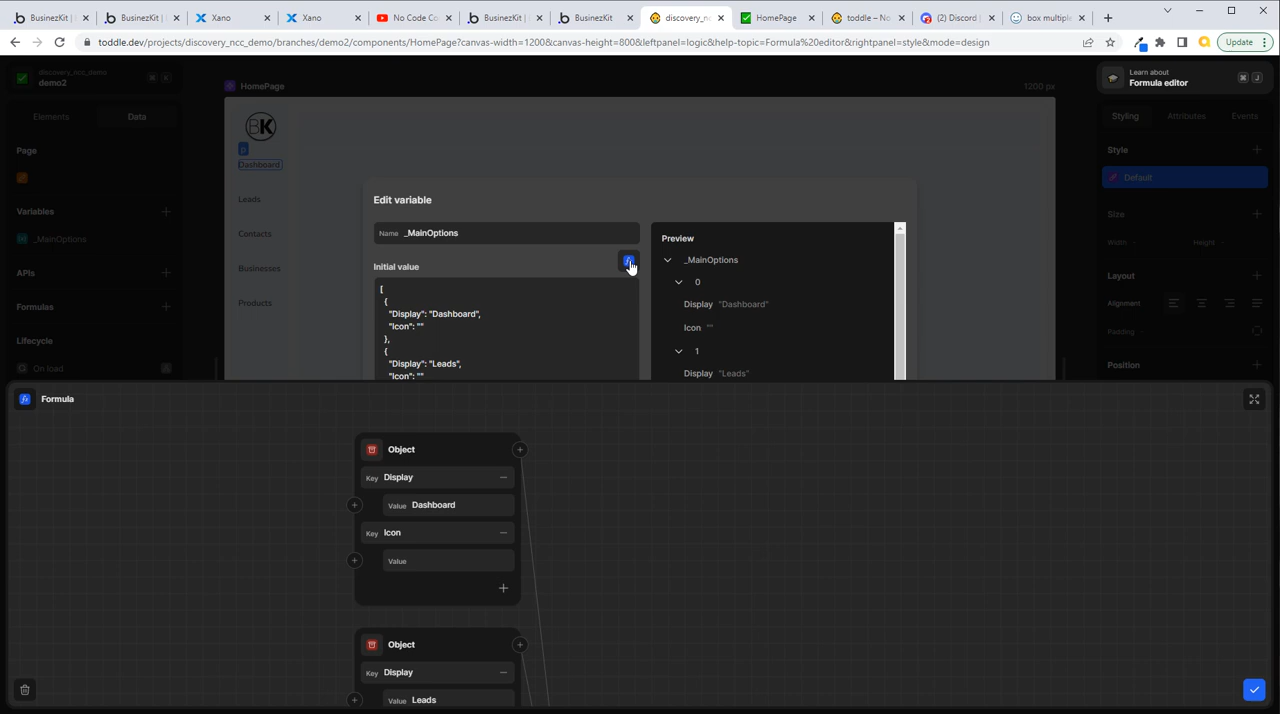 BusinezKit |
BusinezKit |
Xano
Xano
No Code Co
BusinezKit |
BusinezKit
discovery_nc
HomePage
toddle – No
(2) Discord |
box multiple
Update
toddle.dev/projects/discovery_ncc_demo/branches/demo2/components/HomePage?canvas-width=1200&canvas-height=800&leftpanel=logic&help-topic=Formula%20editor&rightpanel=style&mode=design
discovery_ncc_demo
demo2
⌘ K
HomePage
1200 px
Learn about
Formula editor
⌘ J
Elements
Data
Styling
Attributes
Events
BK
Page
p
Dashboard
Style
Default
Edit variable
Leads
Variables
_MainOptions
Name _MainOptions
Preview
Size
Contacts
Width
Height
Initial value
_MainOptions
Businesses
APIs
Layout
0
[
{
"Display": "Dashboard",
"Icon": ""
},
{
"Display": "Leads",
"Icon": ""
Display "Dashboard"
Icon ""
1
Display "Leads"
Products
Formulas
Alignment
Padding
Lifecycle
On load
Position
Formula
Object
Key Display
Value Dashboard
Key Icon
Value
Object
Key Display
Value Leads